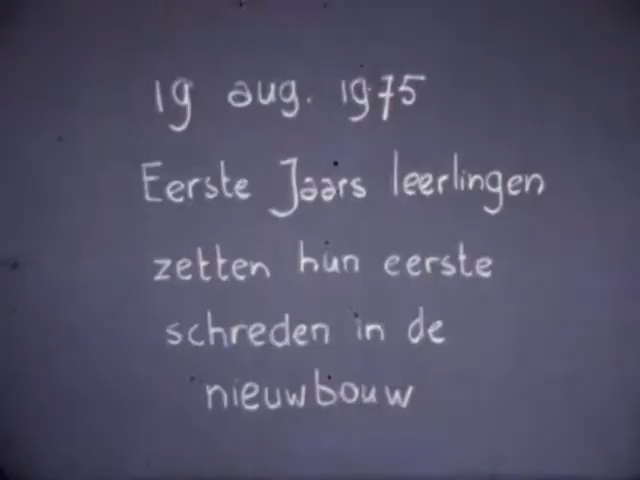 19 aug. 1975
Eerste Jaars leerlingen
zetten hun eerste
schreden in de
nieuwbouw